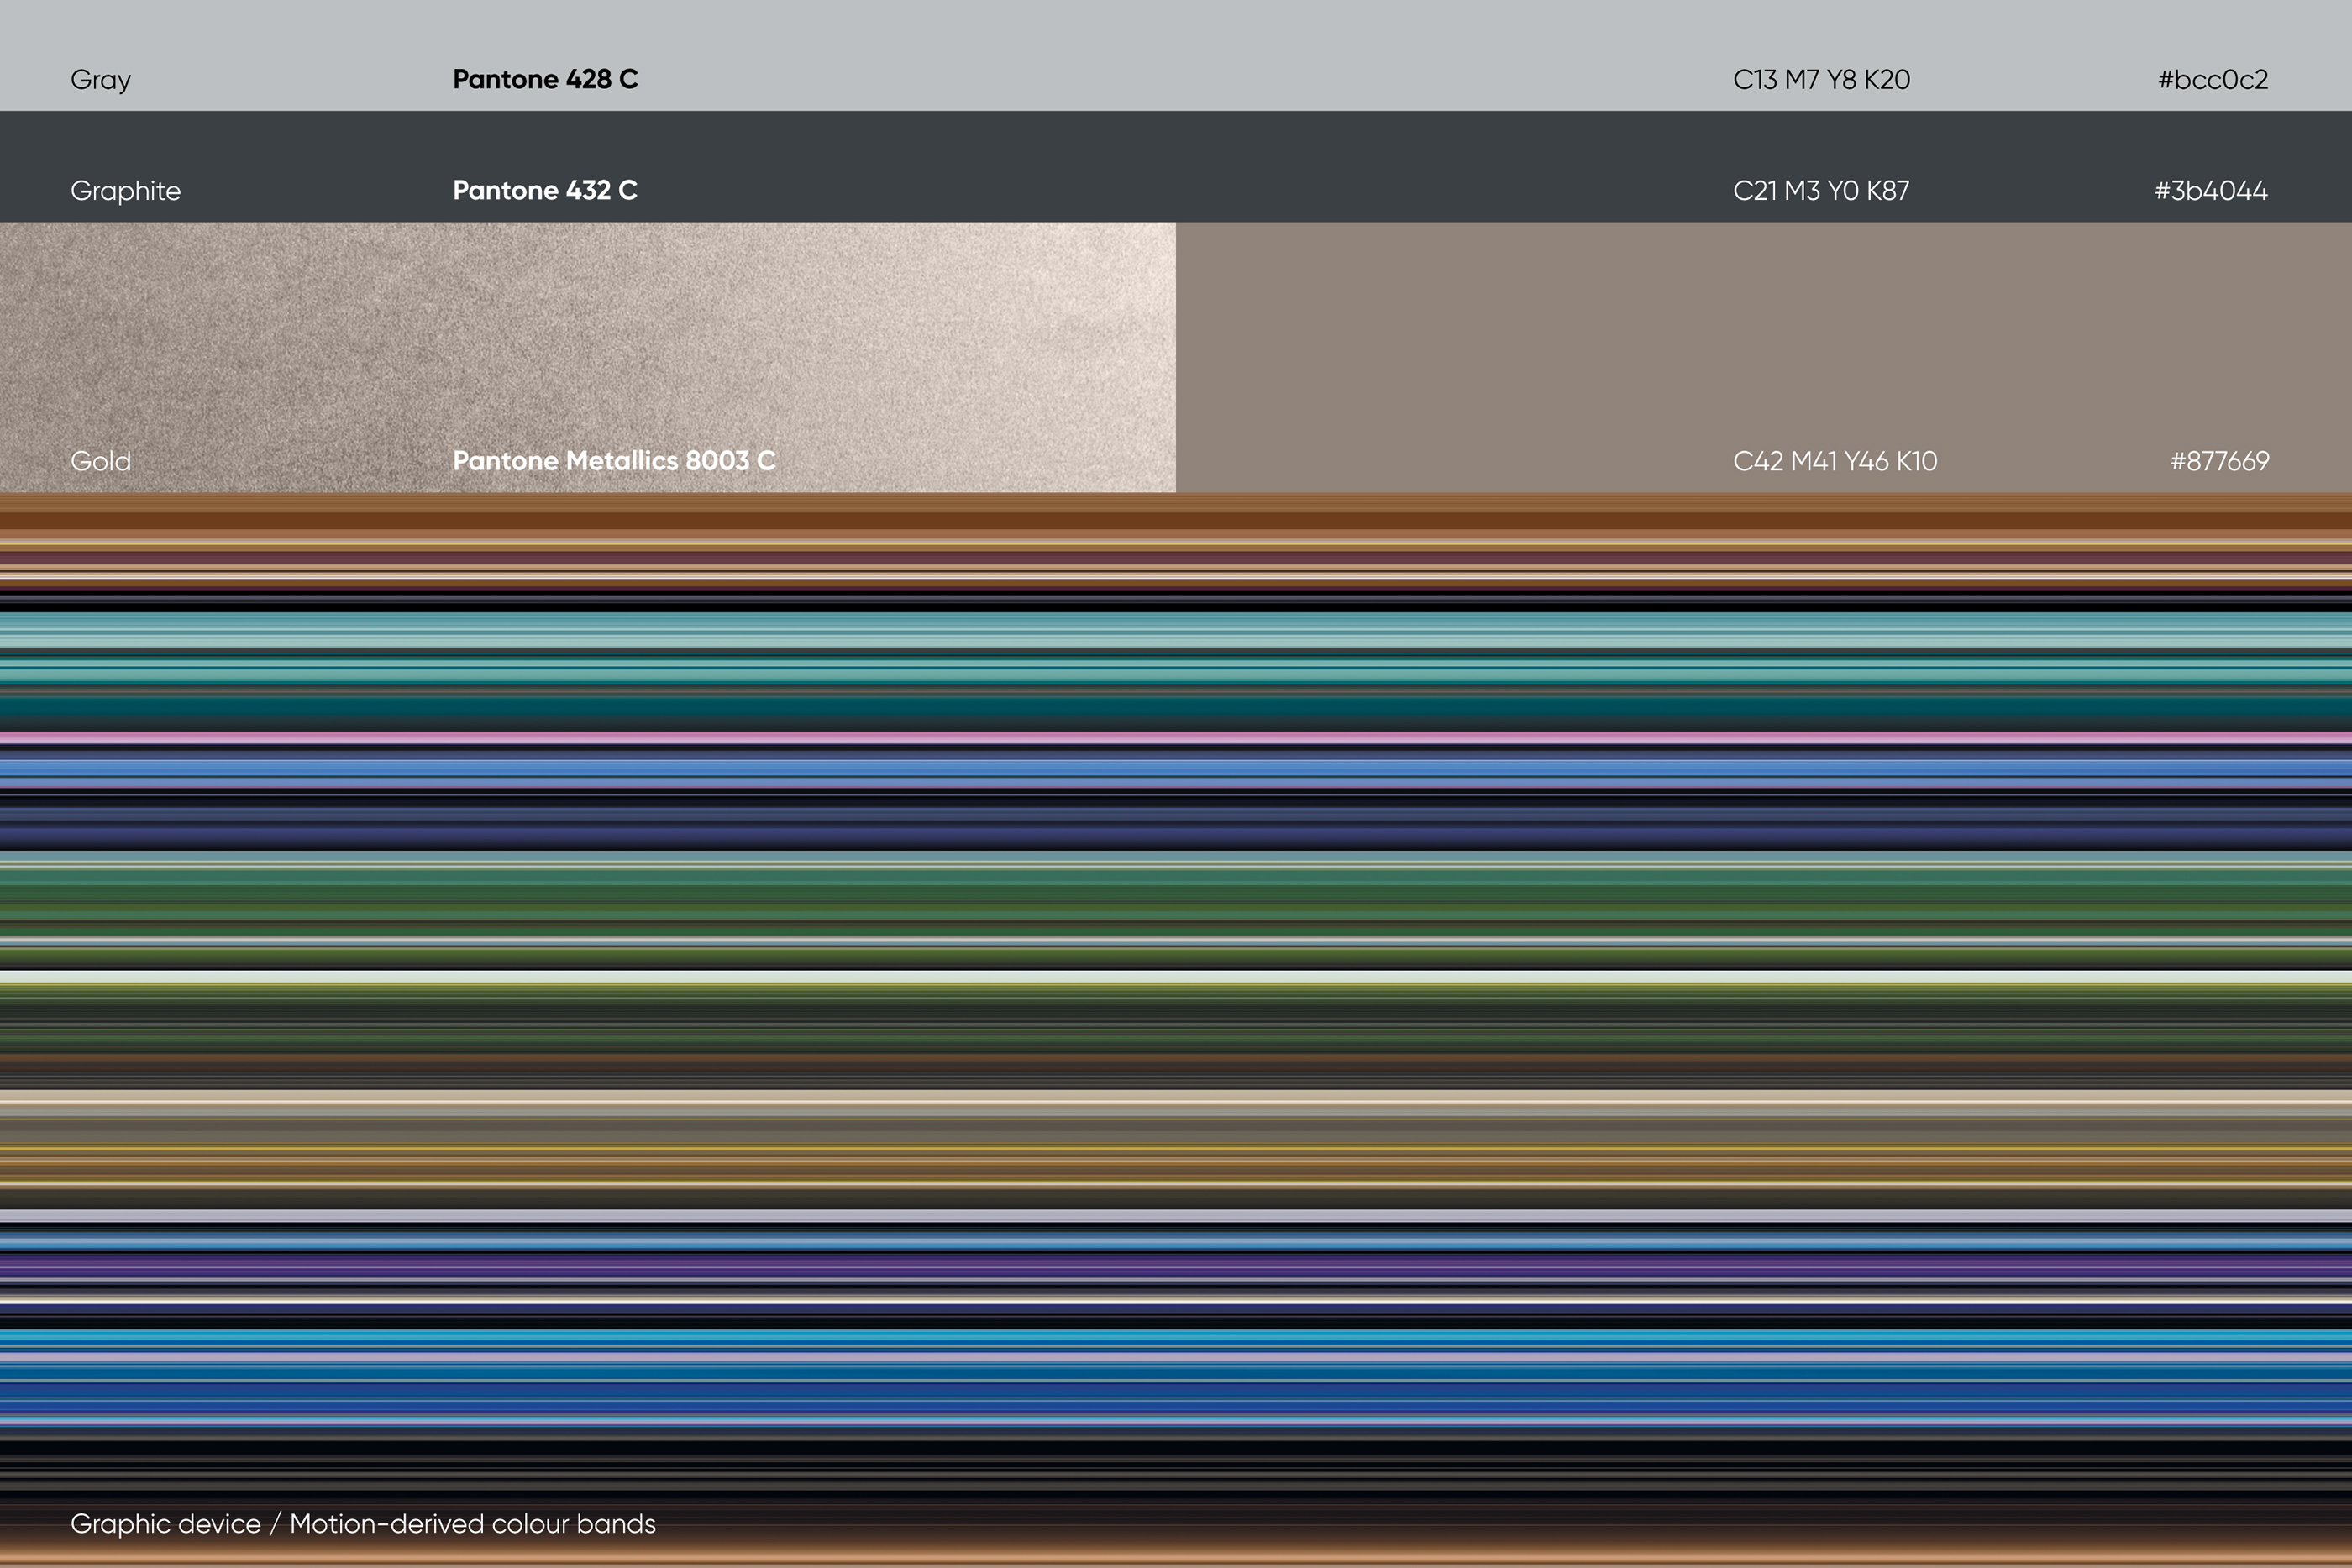 Gray Pantone 428 C C13 M7 Y8 K20 #bcc0c2
Graphite Pantone 432 C C21 M3 Y0 K87 #3b4044
Gold Pantone Metallics 8003 C C42 M41 Y46 K10 #877669
Graphic device / Motion-derived colour bands